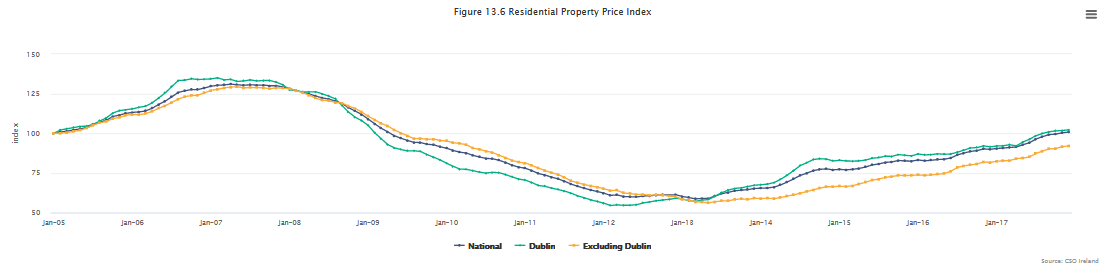 Figure 13.6 Residential Property Price Index
150
125
index
100
75
50
Jan-05 Jan-06 Jan-07 Jan-08 Jan-09 Jan-10 Jan-11 Jan-12 Jan-13 Jan-14 Jan-15 Jan-16 Jan-17
National Dublin Excluding Dublin
Source: CSO Ireland